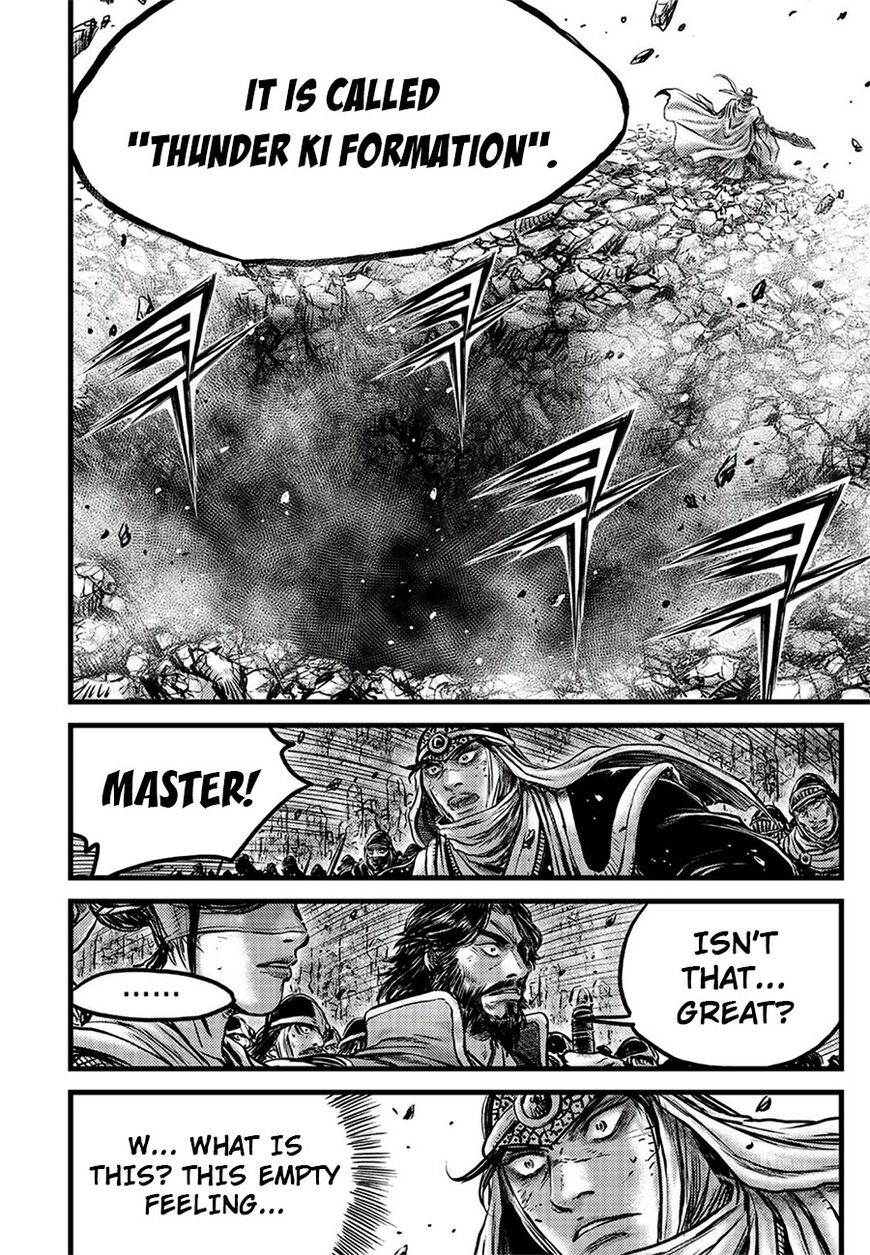 IT IS CALLED
"THUNDER KI FORMATION".
MASTER!
ISN'T
THAT...
GREAT?
......
W... WHAT IS
THIS? THIS EMPTY
FEELING...